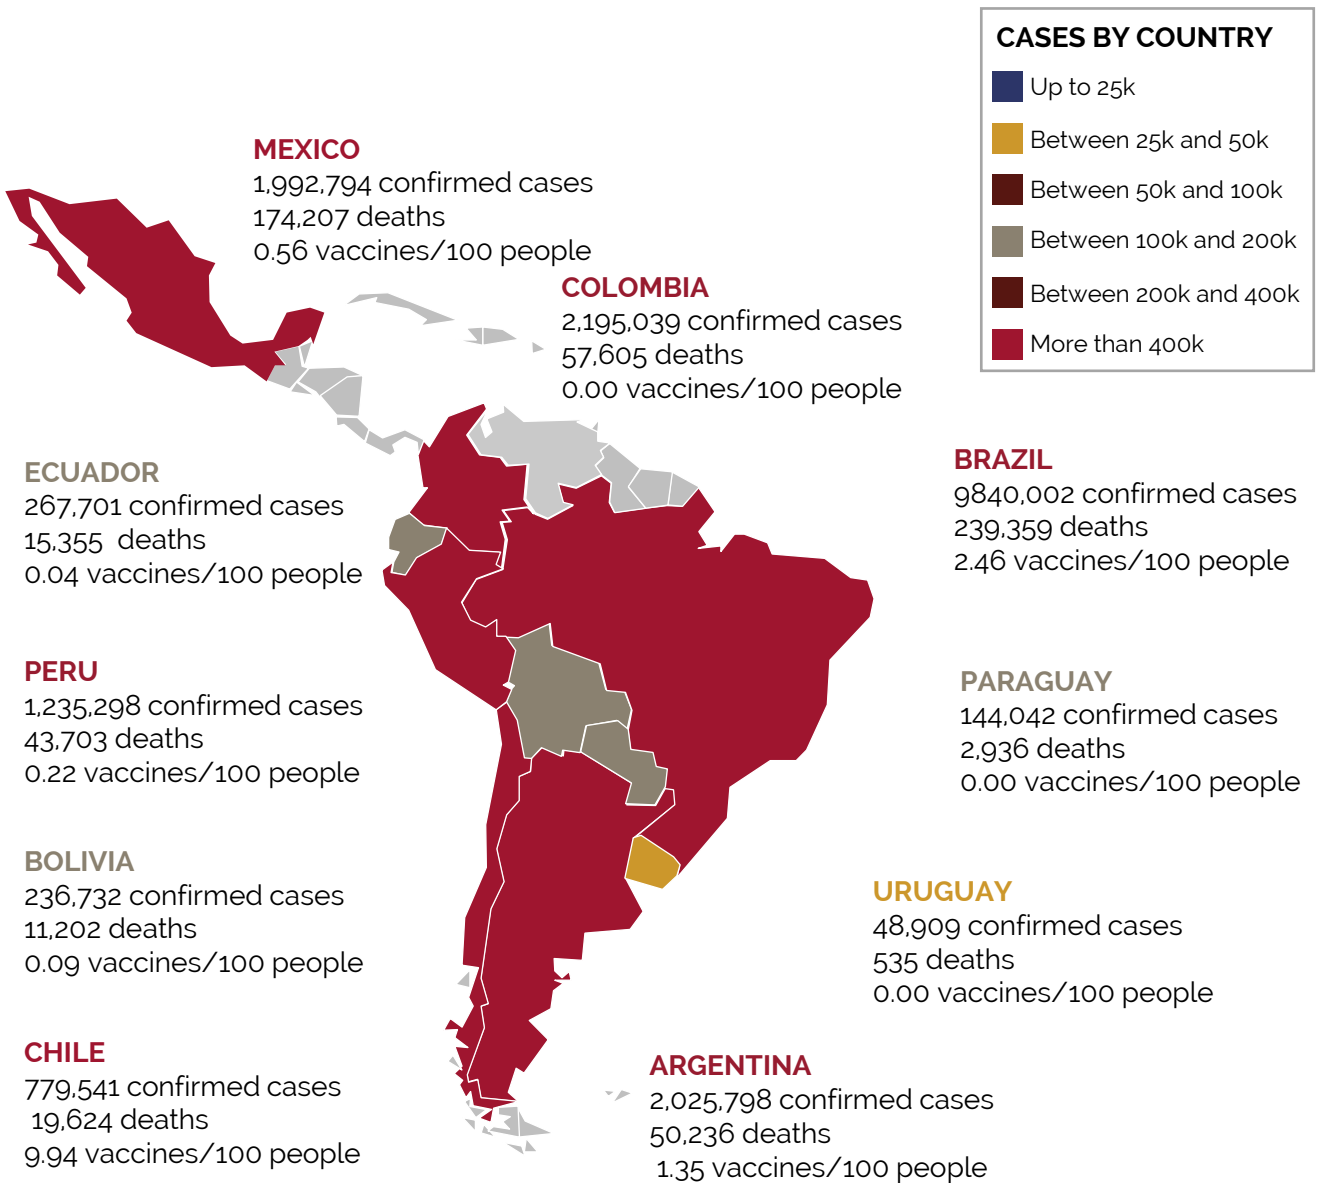 CASES BY COUNTRY
Up to 25k
Between 25k and 50k
Between 50k and 100k
Between 100k and 200k
Between 200k and 400k
More than 400k
MEXICO
1,992,794 confirmed cases
174,207 deaths
0.56 vaccines/100 people
COLOMBIA
2,195,039 confirmed cases
57,605 deaths
0.00 vaccines/100 people
ECUADOR
267,701 confirmed cases
15,355 deaths
0.04 vaccines/100 people
BRAZIL
9840,002 confirmed cases
239,359 deaths
2.46 vaccines/100 people
PERU
1,235,298 confirmed cases
43,703 deaths
0.22 vaccines/100 people
PARAGUAY
144,042 confirmed cases
2,936 deaths
0.00 vaccines/100 people
BOLIVIA
236,732 confirmed cases
11,202 deaths
0.09 vaccines/100 people
URUGUAY
48,909 confirmed cases
535 deaths
0.00 vaccines/100 people
CHILE
779,541 confirmed cases
19,624 deaths
9.94 vaccines/100 people
ARGENTINA
2,025,798 confirmed cases
50,236 deaths
1.35 vaccines/100 people